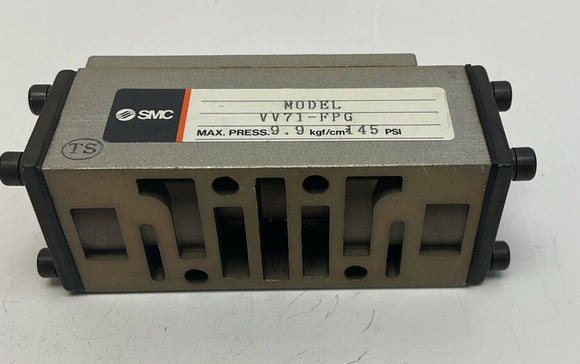 SMC
MODEL
VV71-FPG
MAX. PRESS. 9.9 kgf/cm² 145 PSI
TS